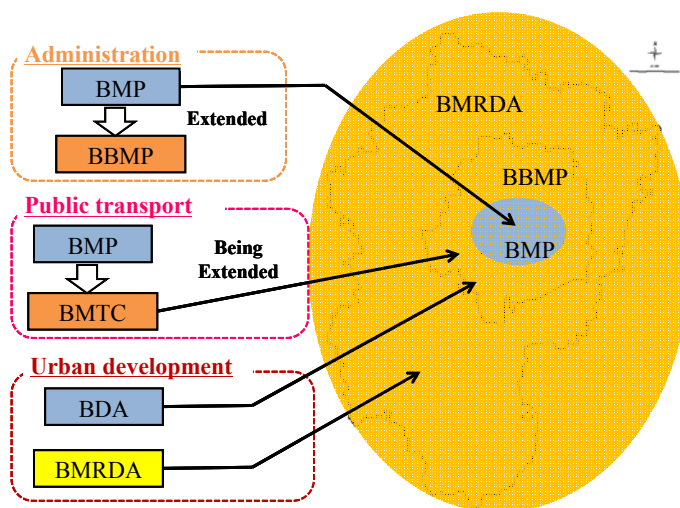 Administration
BMP
Extended
BBMP
Public transport
BMP
Being
Extended
BMTC
Urban development
BDA
BMRDA
BMRDA
BBMP
BMP